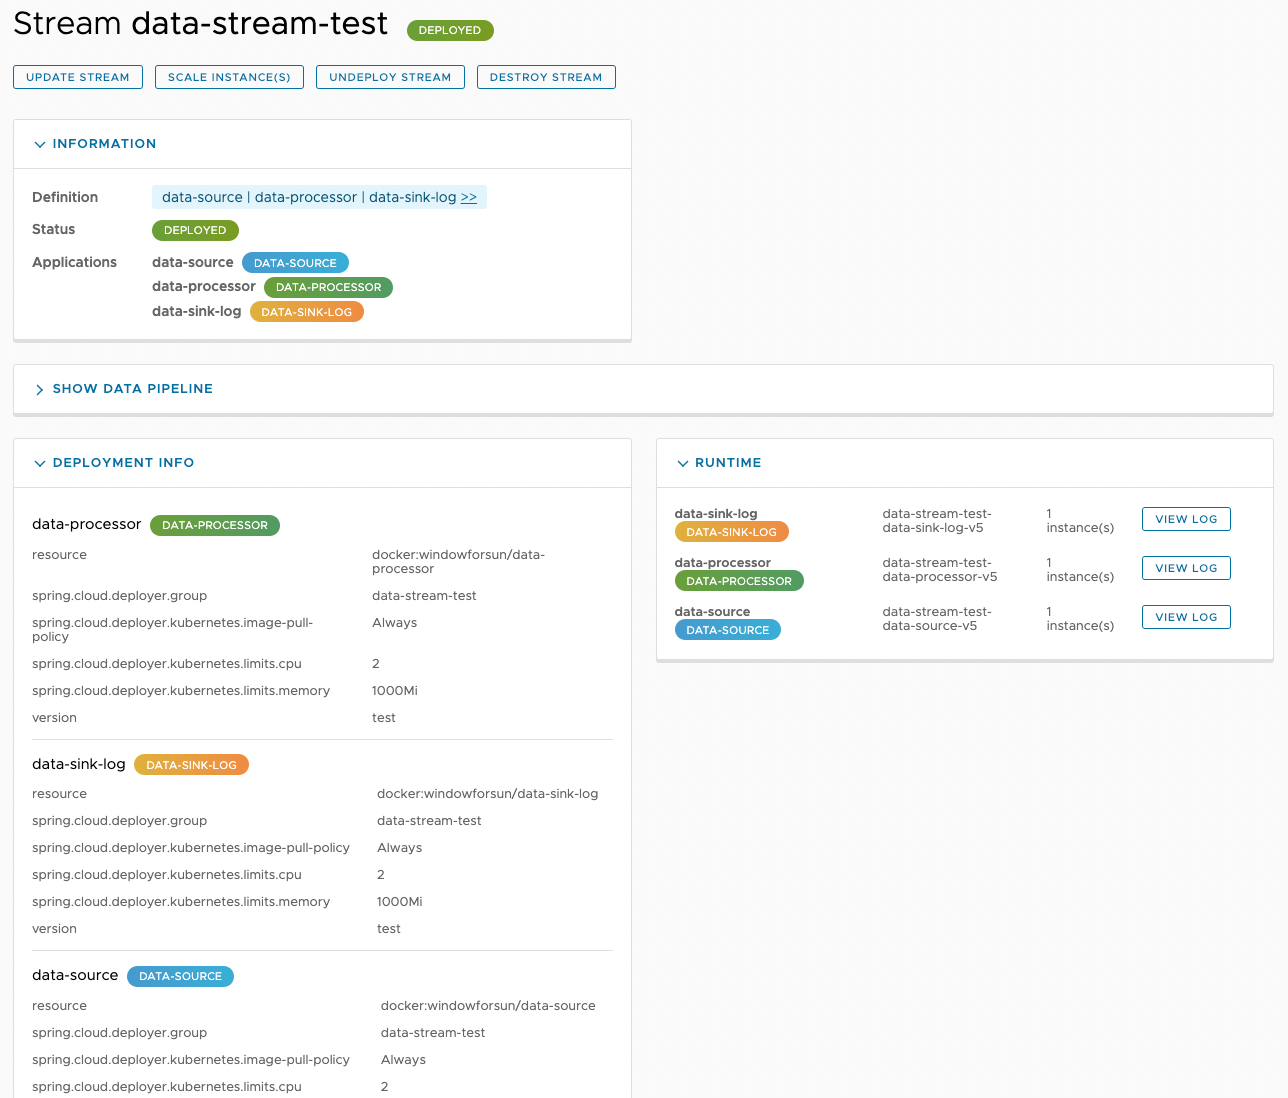 Stream data-stream-test DEPLOYED
UPDATE STREAM SCALE INSTANCE(S) UNDEPLOY STREAM DESTROY STREAM
INFORMATION
Definition data-source | data-processor | data-sink-log >>
Status DEPLOYED
Applications data-source DATA-SOURCE
data-processor DATA-PROCESSOR
data-sink-log DATA-SINK-LOG
SHOW DATA PIPELINE
DEPLOYMENT INFO
data-processor DATA-PROCESSOR
resource docker:windowforsun/data-
processor
spring.cloud.deployer.group data-stream-test
spring.cloud.deployer.kubernetes.image-pull- Always
policy
spring.cloud.deployer.kubernetes.limits.cpu 2
spring.cloud.deployer.kubernetes.limits.memory 1000Mi
version test
data-sink-log DATA-SINK-LOG
resource docker:windowforsun/data-sink-log
spring.cloud.deployer.group data-stream-test
spring.cloud.deployer.kubernetes.image-pull-policy Always
spring.cloud.deployer.kubernetes.limits.cpu 2
spring.cloud.deployer.kubernetes.limits.memory 1000Mi
version test
data-source DATA-SOURCE
resource docker:windowforsun/data-source
spring.cloud.deployer.group data-stream-test
spring.cloud.deployer.kubernetes.image-pull-policy Always
spring.cloud.deployer.kubernetes.limits.cpu 2
RUNTIME
data-sink-log data-stream-test- 1 VIEW LOG
DATA-SINK-LOG data-sink-log-v5 instance(s)
data-processor data-stream-test- 1 VIEW LOG
DATA-PROCESSOR data-processor-v5 instance(s)
data-source data-stream-test- 1 VIEW LOG
DATA-SOURCE data-source-v5 instance(s)